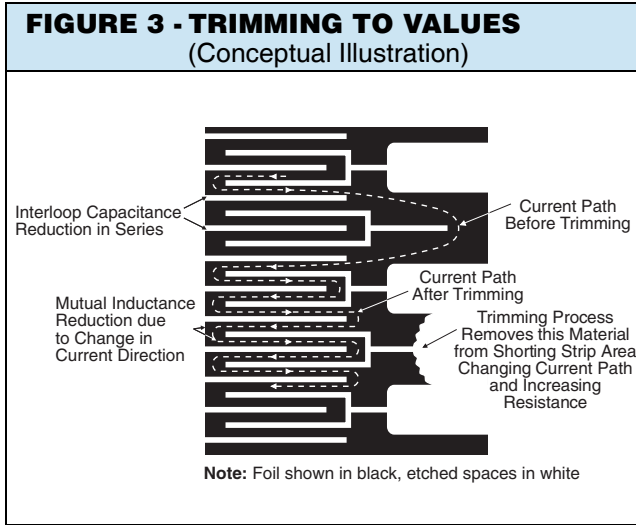 FIGURE 3 - TRIMMING TO VALUES
(Conceptual Illustration)
Interloop Capacitance
Reduction in Series
Current Path
Before Trimming
Mutual Inductance
Reduction due
to Change in
Current Direction
Current Path
After Trimming
Trimming Process
Removes this Material
from Shorting Strip Area
Changing Current Path
and Increasing
Resistance
Note: Foil shown in black, etched spaces in white